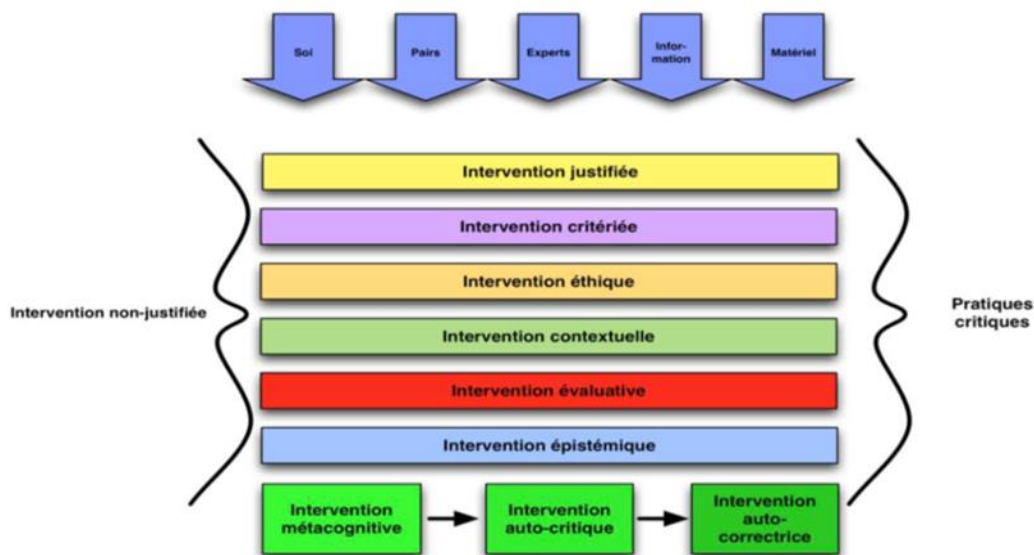 Soi
Pairs
Experts
Infor-
mation
Matériel
Intervention justifiée
Intervention critériée
Intervention éthique
Intervention contextuelle
Intervention évaluative
Intervention épistémique
Intervention non-justifiée
Pratiques
critiques
Intervention
métacognitive
Intervention
auto-critique
Intervention
auto-
correctrice